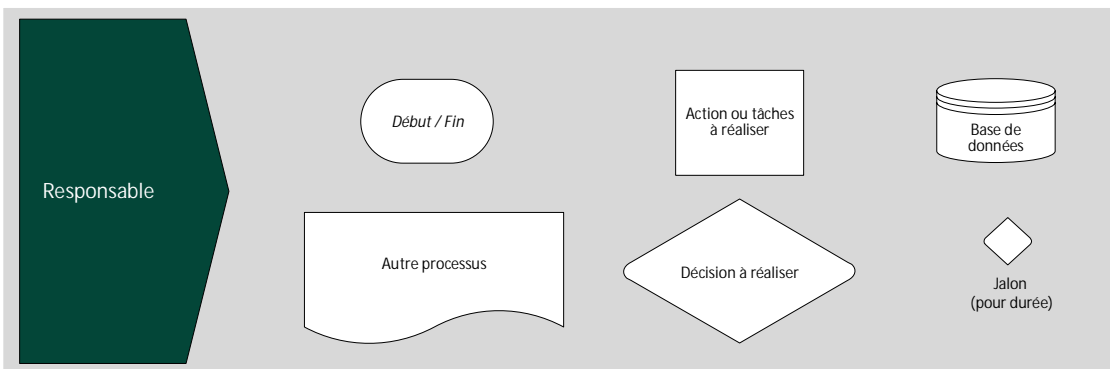 Responsable
Début / Fin
Action ou tâches
à réaliser
Base de
données
Autre processus
Décision à réaliser
Jalon
(pour durée)